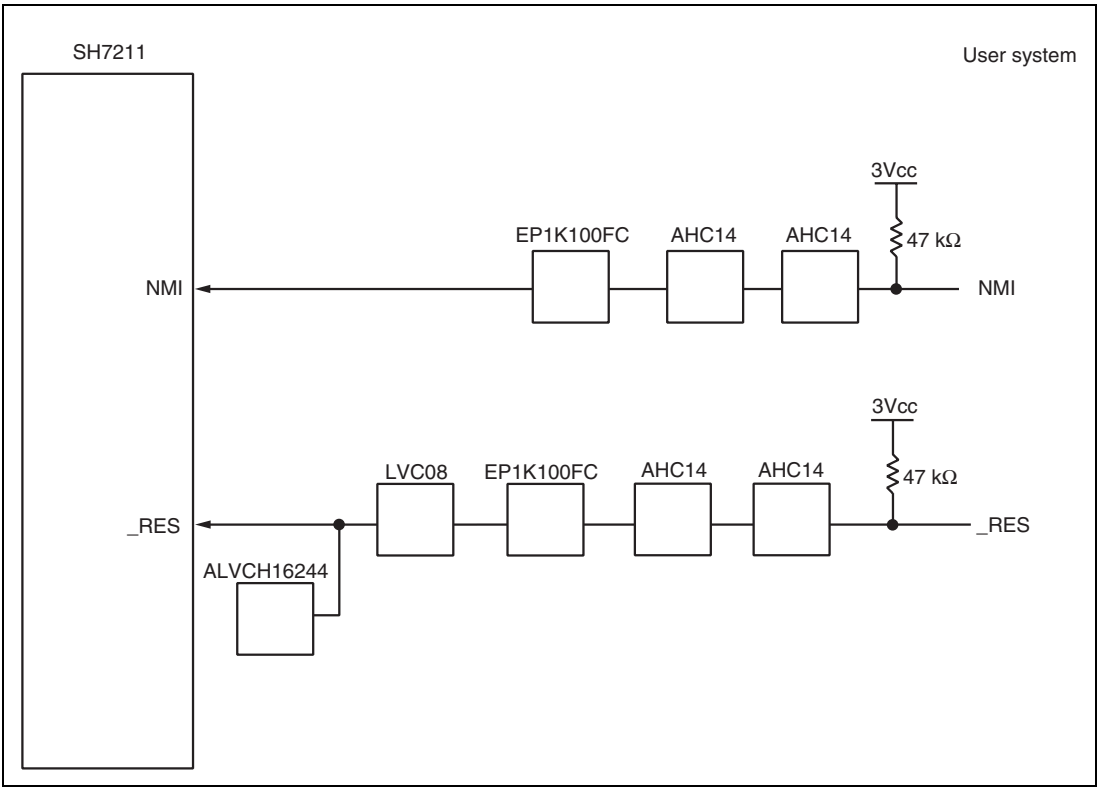 SH7211
User system
3Vcc
47 kΩ
EP1K100FC
AHC14
AHC14
NMI
NMI
3Vcc
47 kΩ
LVC08
EP1K100FC
AHC14
AHC14
_RES
_RES
ALVCH16244